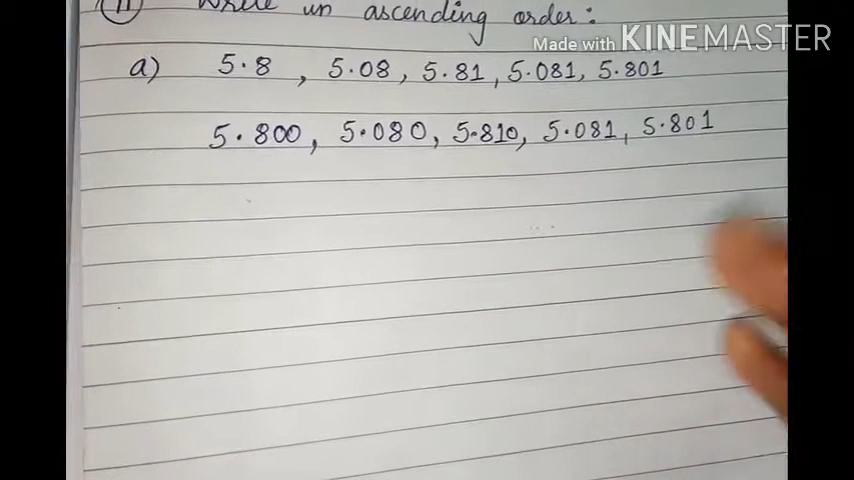 11 Write in ascending order :
Made with KINEMASTER
a) 5.8 , 5.08 , 5.81 , 5.081, 5.801
5.800 , 5.080 , 5.810, 5.081 , 5.801